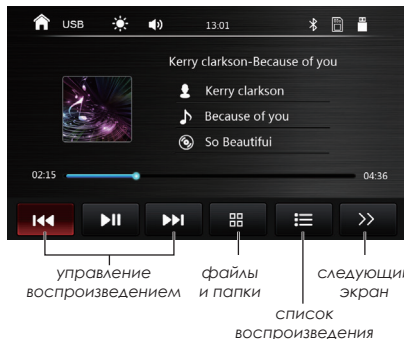 USB 13:01
Kerry clarkson-Because of you
Kerry clarkson
Because of you
So Beautifui
02:15 04:36
управление воспроизведением
файлы и папки
следующий экран
список воспроизведения